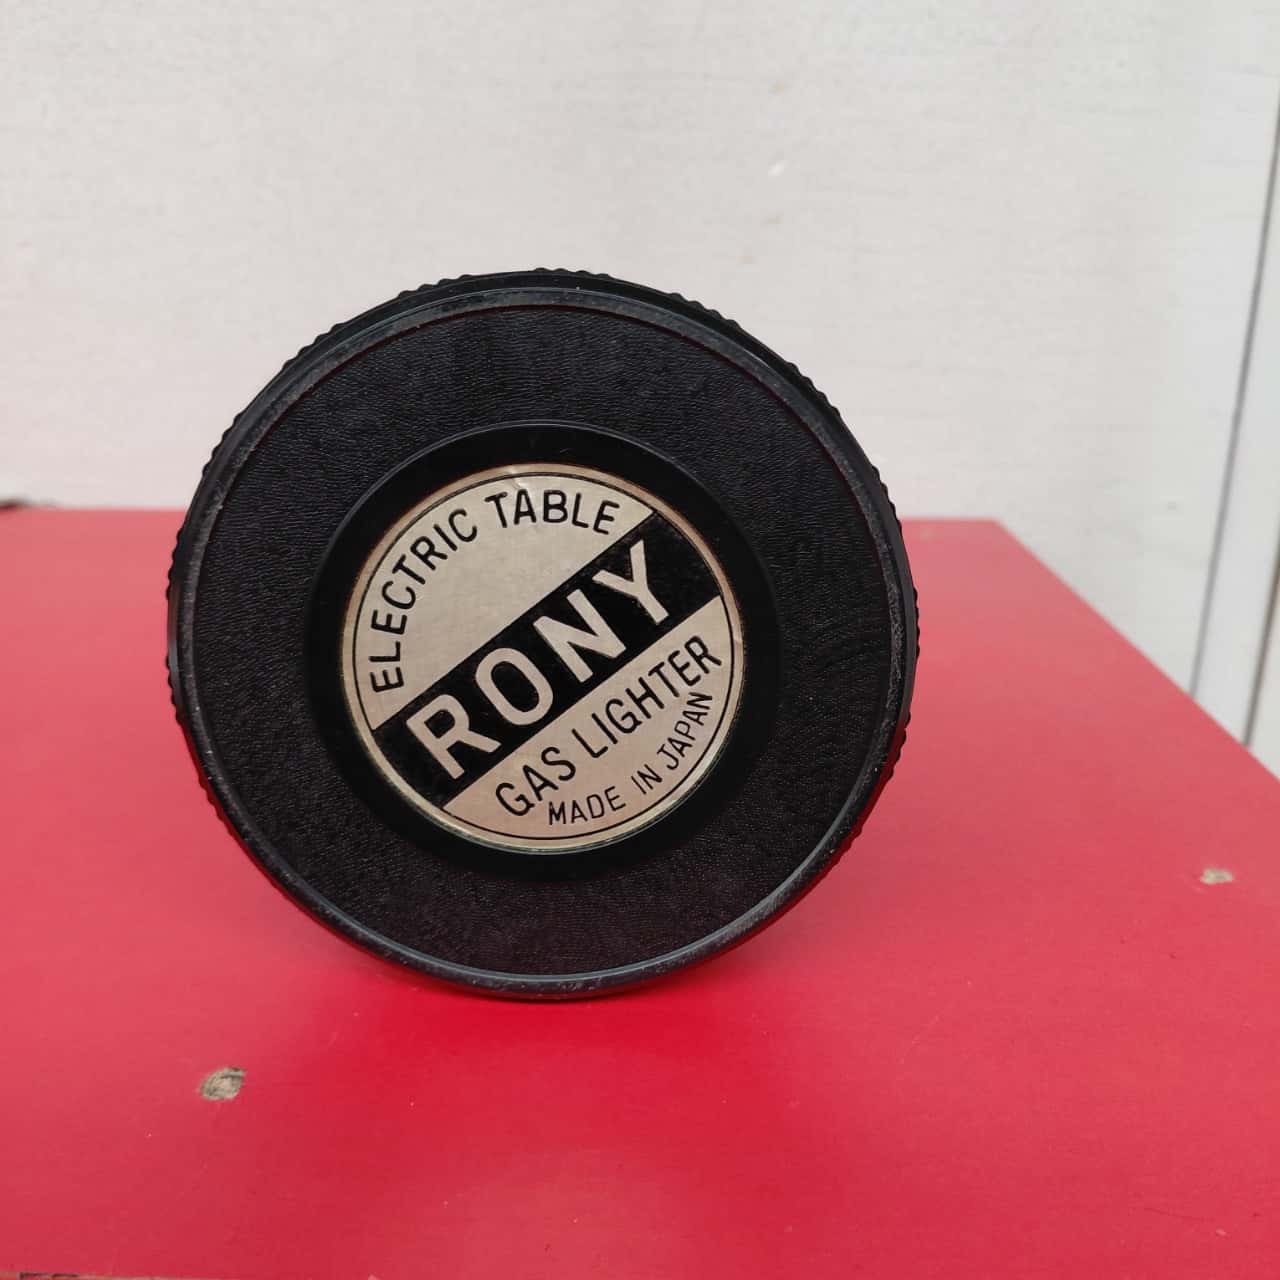 ELECTRIC TABLE
RONY
GAS LIGHTER
MADE IN JAPAN